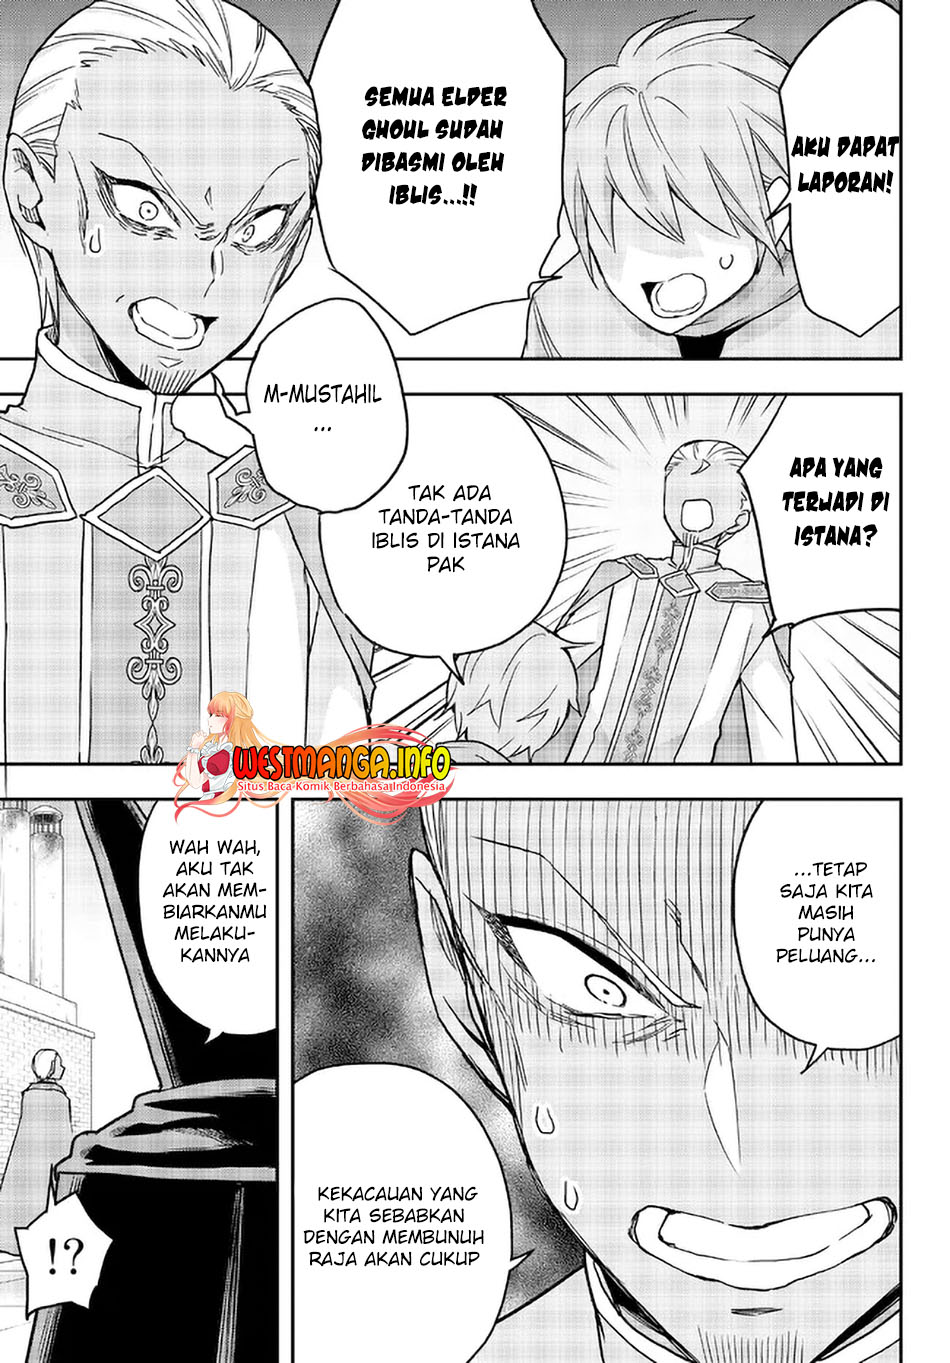 AKU DAPAT
LAPORAN!
SEMUA ELDER
GHOUL SUDAH
DIBASMI OLEH
IBLIS...!!
APA YANG
TERJADI DI
ISTANA?
TAK ADA
TANDA-TANDA
IBLIS DI ISTANA
PAK
M-MUSTAHIL
...
WESTMANGA.INFO
Situs Baca Komik Berbahasa Indonesia
...TETAP
SAJA KITA
MASIH
PUNYA
PELUANG...
KEKACAUAN YANG
KITA SEBABKAN
DENGAN MEMBUNUH
RAJA AKAN CUKUP
WAH WAH,
AKU TAK
AKAN MEM-
BIARKANMU
MELAKU-
KANNYA
!?